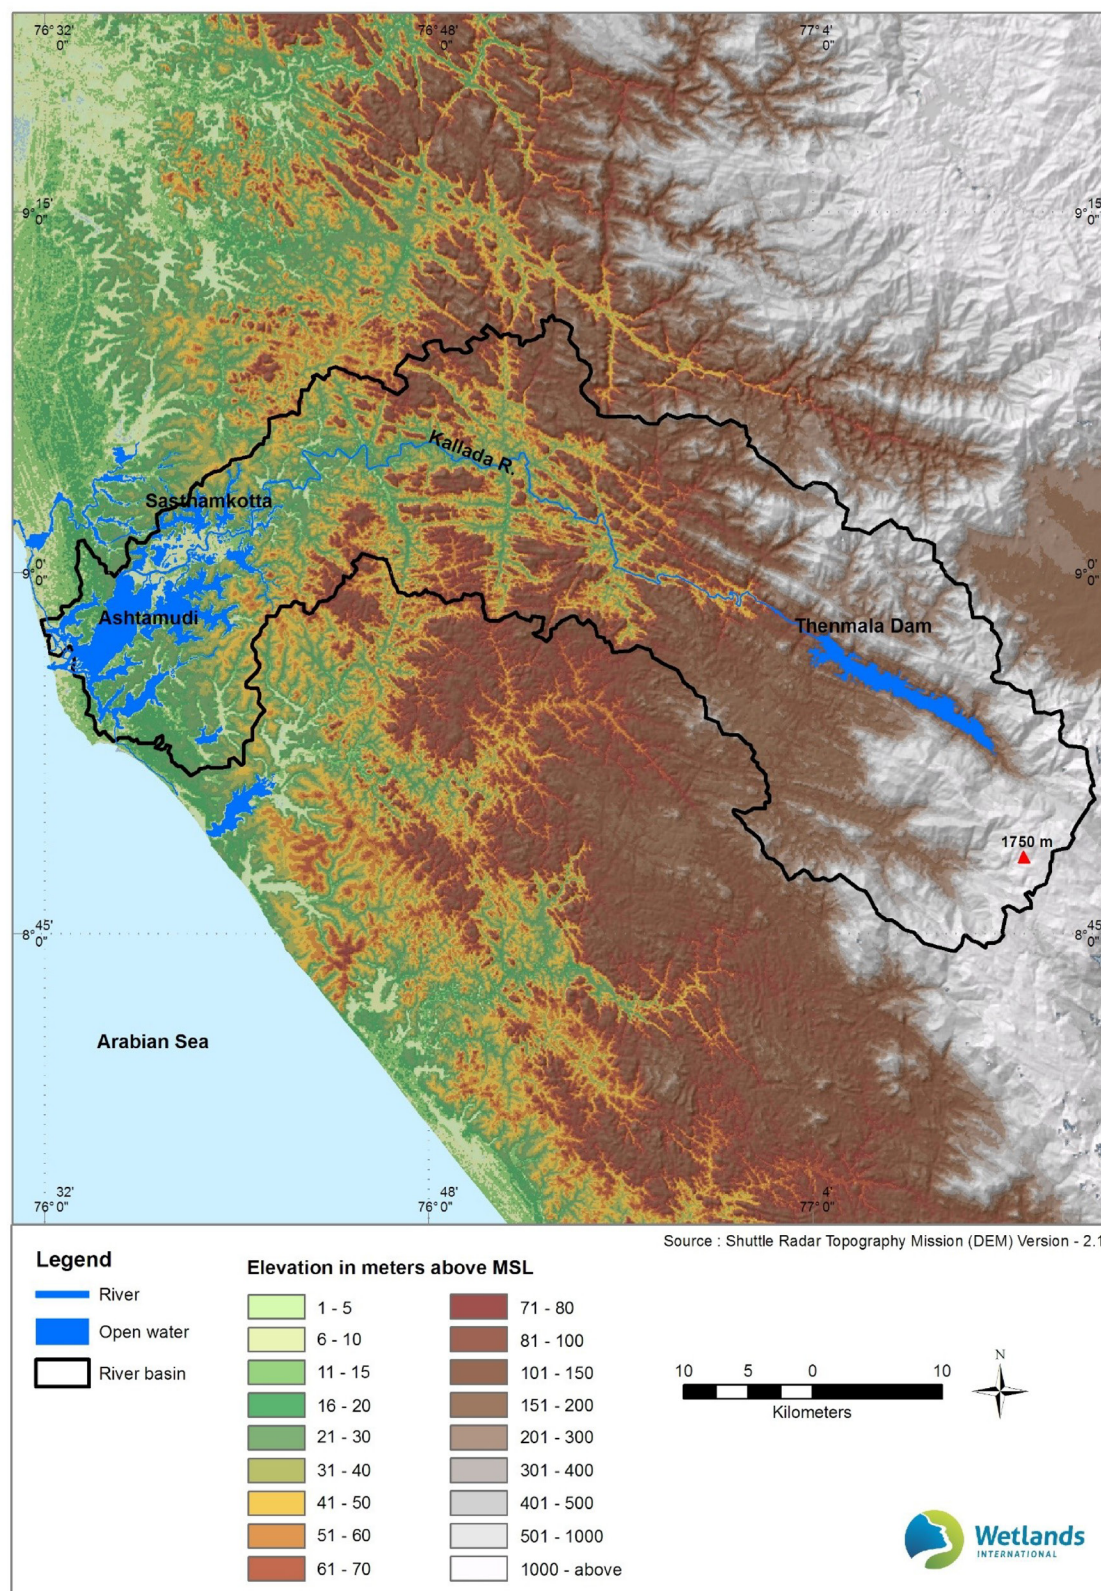 76° 32' 0"
76° 48' 0"
77° 4' 0"
9° 15' 0"
9° 15' 0"
Kallada R.
Sasthamkotta
9° 0' 0"
9° 0' 0"
Ashtamudi
Thenmala Dam
1750 m
8° 45' 0"
8° 45' 0"
Arabian Sea
76° 32' 0"
76° 48' 0"
77° 4' 0"
Source : Shuttle Radar Topography Mission (DEM) Version - 2.1
Legend
River
Open water
River basin
Elevation in meters above MSL
1 - 5
6 - 10
11 - 15
16 - 20
21 - 30
31 - 40
41 - 50
51 - 60
61 - 70
71 - 80
81 - 100
101 - 150
151 - 200
201 - 300
301 - 400
401 - 500
501 - 1000
1000 - above
10 5 0 10
Kilometers
N
Wetlands
INTERNATIONAL